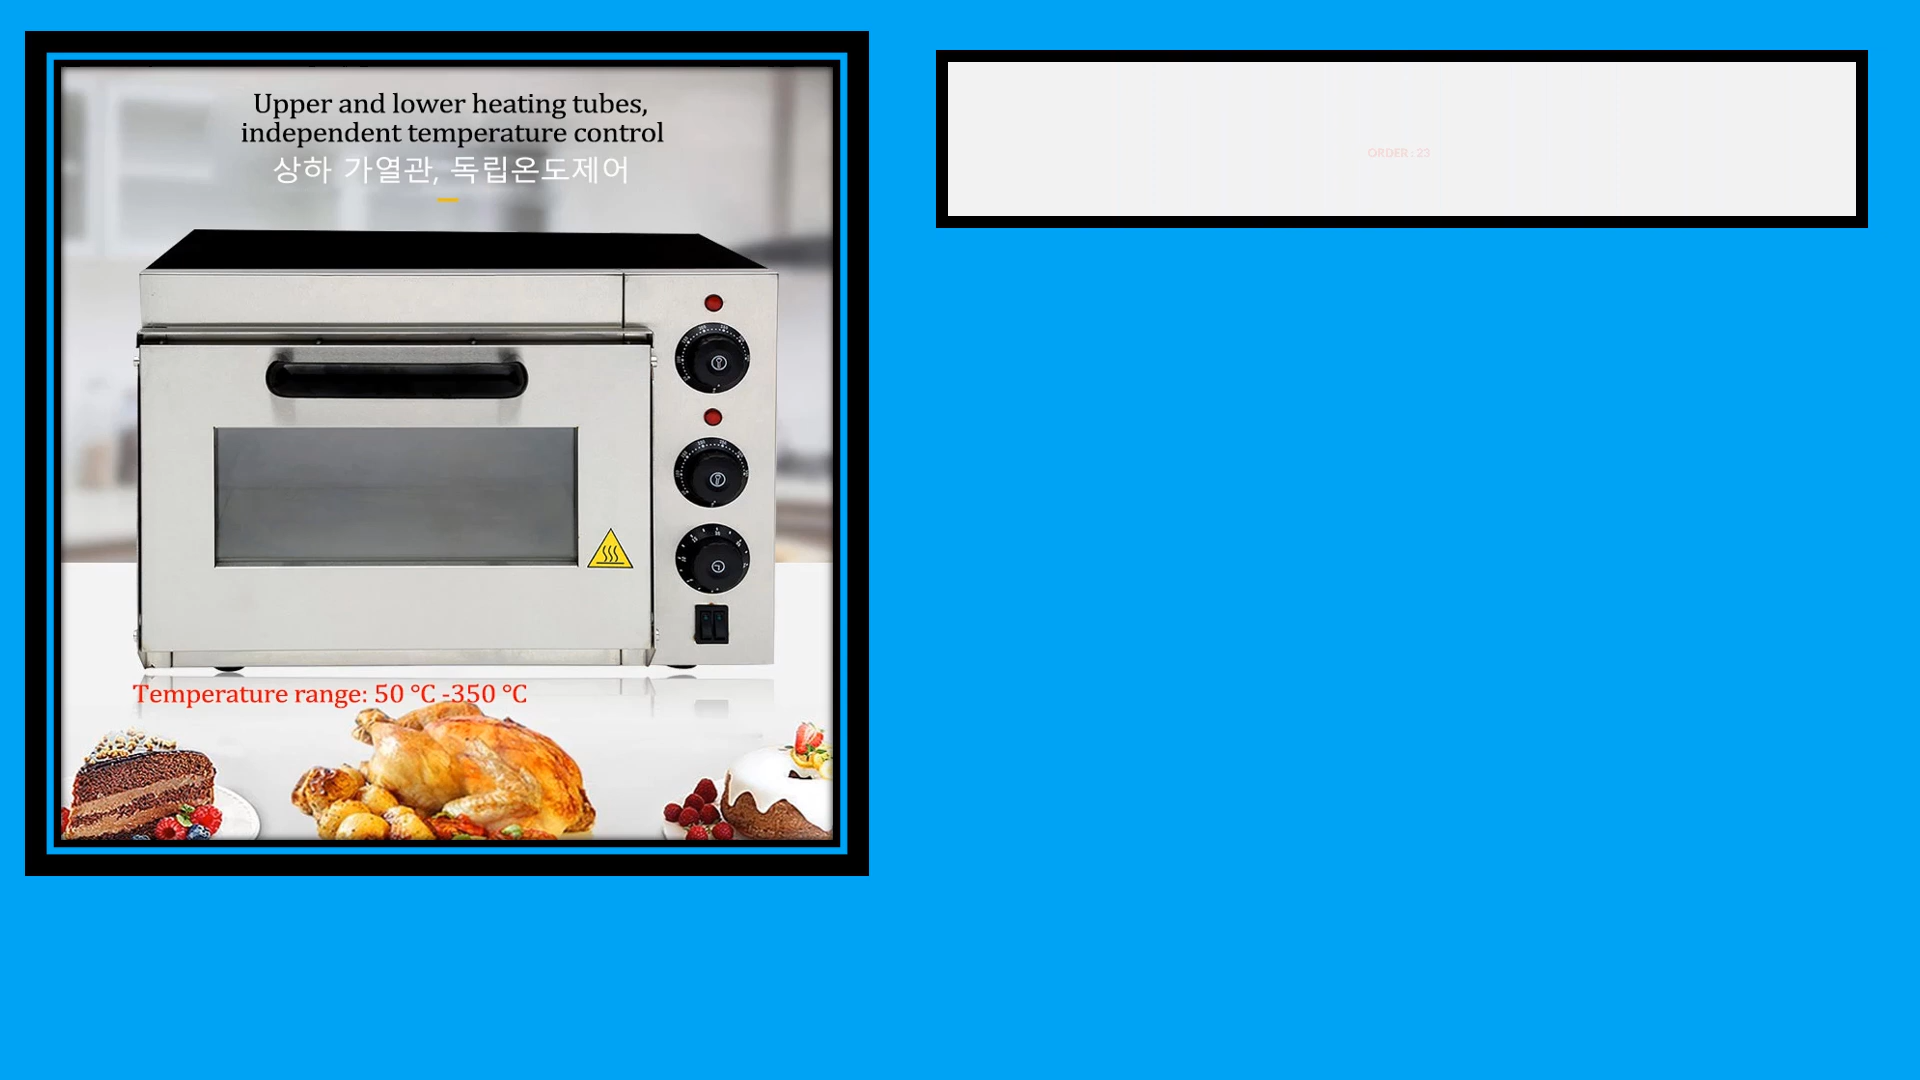 Upper and lower heating tubes,
independent temperature control
상하 가열관, 독립온도제어
Temperature range: 50 °C -350 °C
ORDER: 23